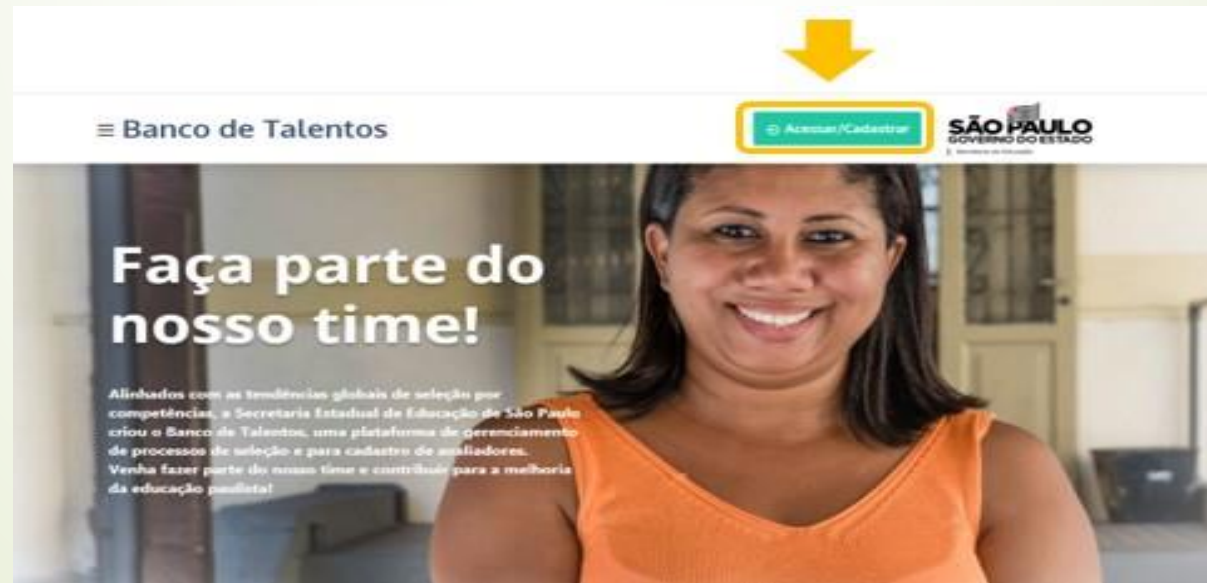 ≡ Banco de Talentos
Acessar/Cadastrar
SÃO PAULO
GOVERNO DO ESTADO
Faça parte do
nosso time!
Alinhados com as tendências globais de seleção por
competências, a Secretaria Estadual de Educação de São Paulo
criou o Banco de Talentos, uma plataforma de gerenciamento
de processos de seleção e para cadastro de avaliadores.
Venha fazer parte do nosso time e contribuir para a melhoria
da educação paulista!